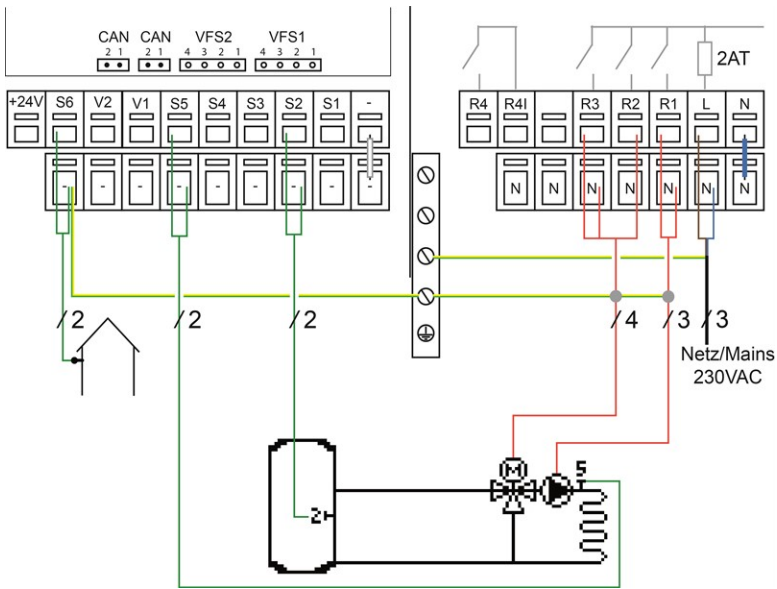 CAN CAN VFS2 VFS1
2 1 2 1 4 3 2 1 4 3 2 1
2AT
+24V S6 V2 V1 S5 S4 S3 S2 S1 -
R4 R4I R3 R2 R1 L N
- - - - - - - - -
N N N N N N N
/2 /2 /2
/4 /3 /3
Netz/Mains
230VAC
M
5
2